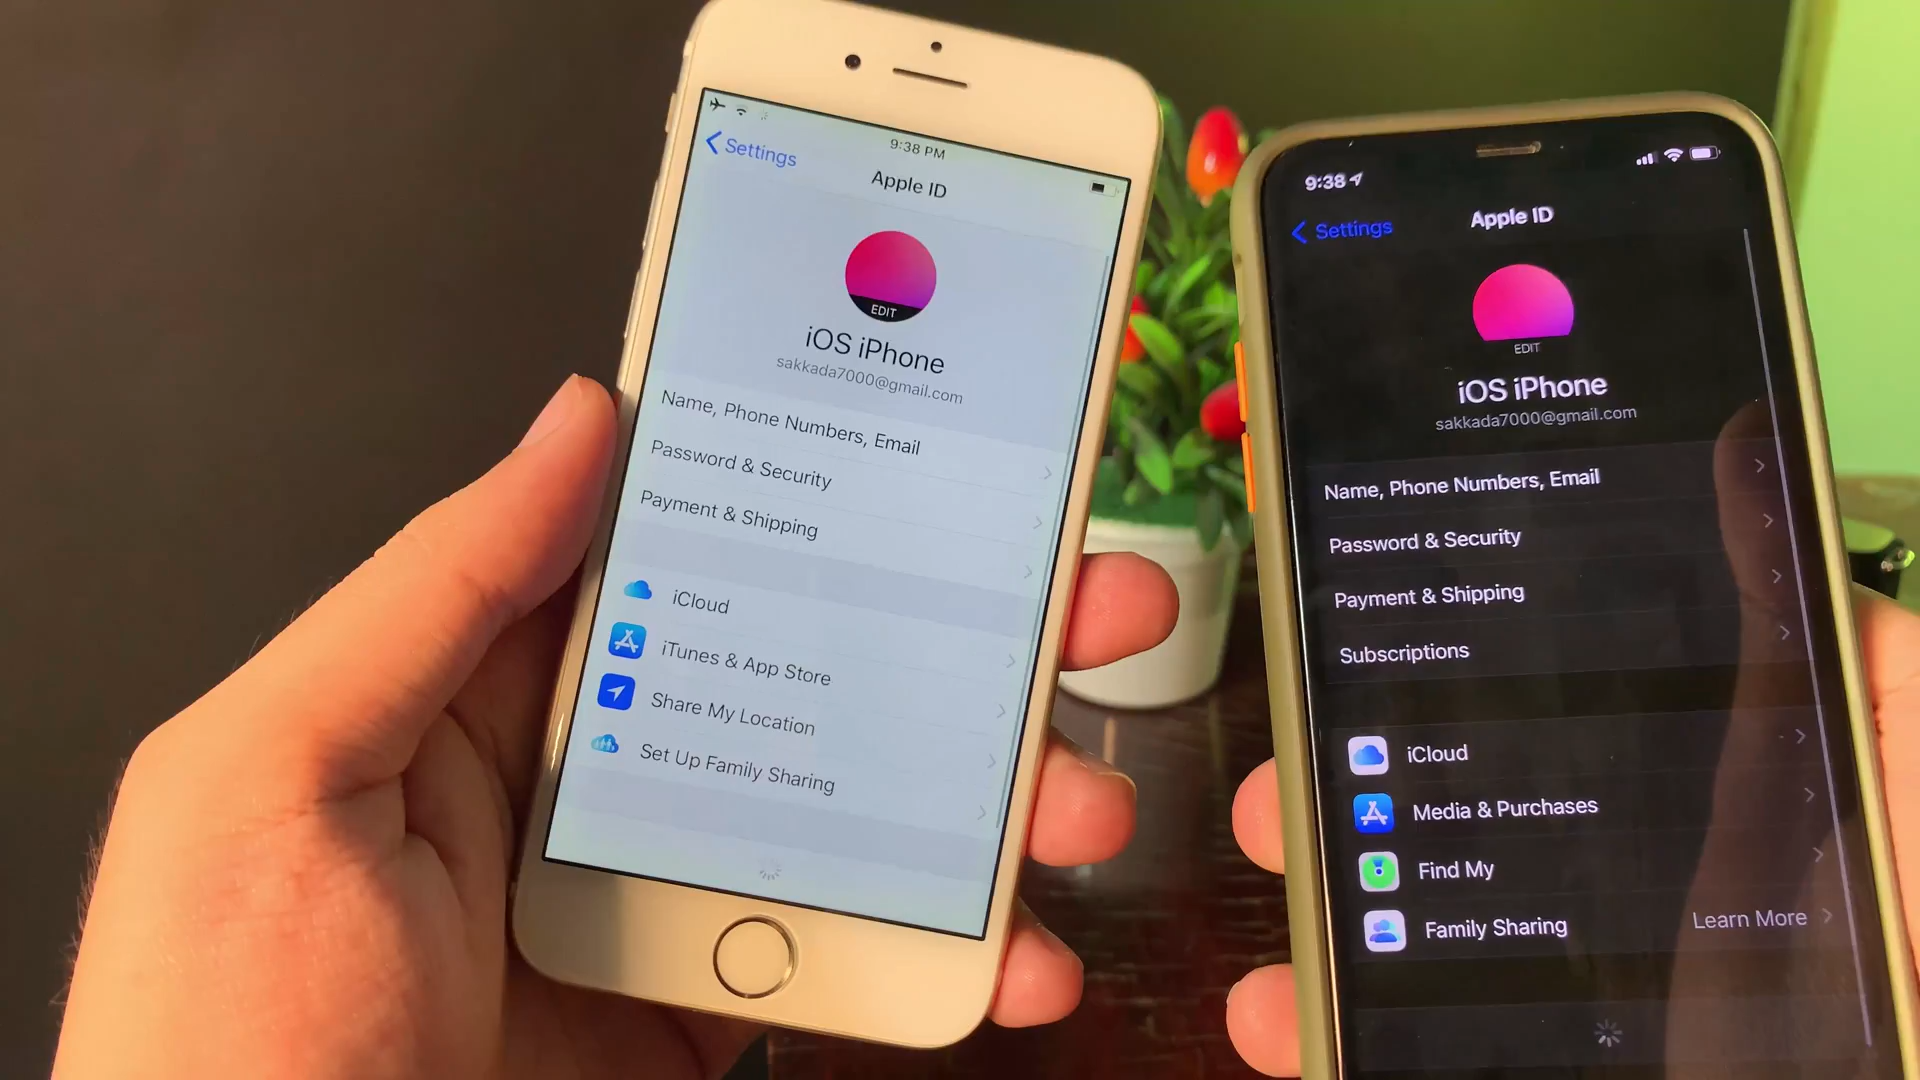 9:38 PM
Settings
Apple ID
EDIT
iOS iPhone
sakkada7000@gmail.com
Name, Phone Numbers, Email
Password & Security
Payment & Shipping
iCloud
iTunes & App Store
Share My Location
Set Up Family Sharing
9:38
Settings
Apple ID
EDIT
iOS iPhone
sakkada7000@gmail.com
Name, Phone Numbers, Email
Password & Security
Payment & Shipping
Subscriptions
iCloud
Media & Purchases
Find My
Family Sharing Learn More